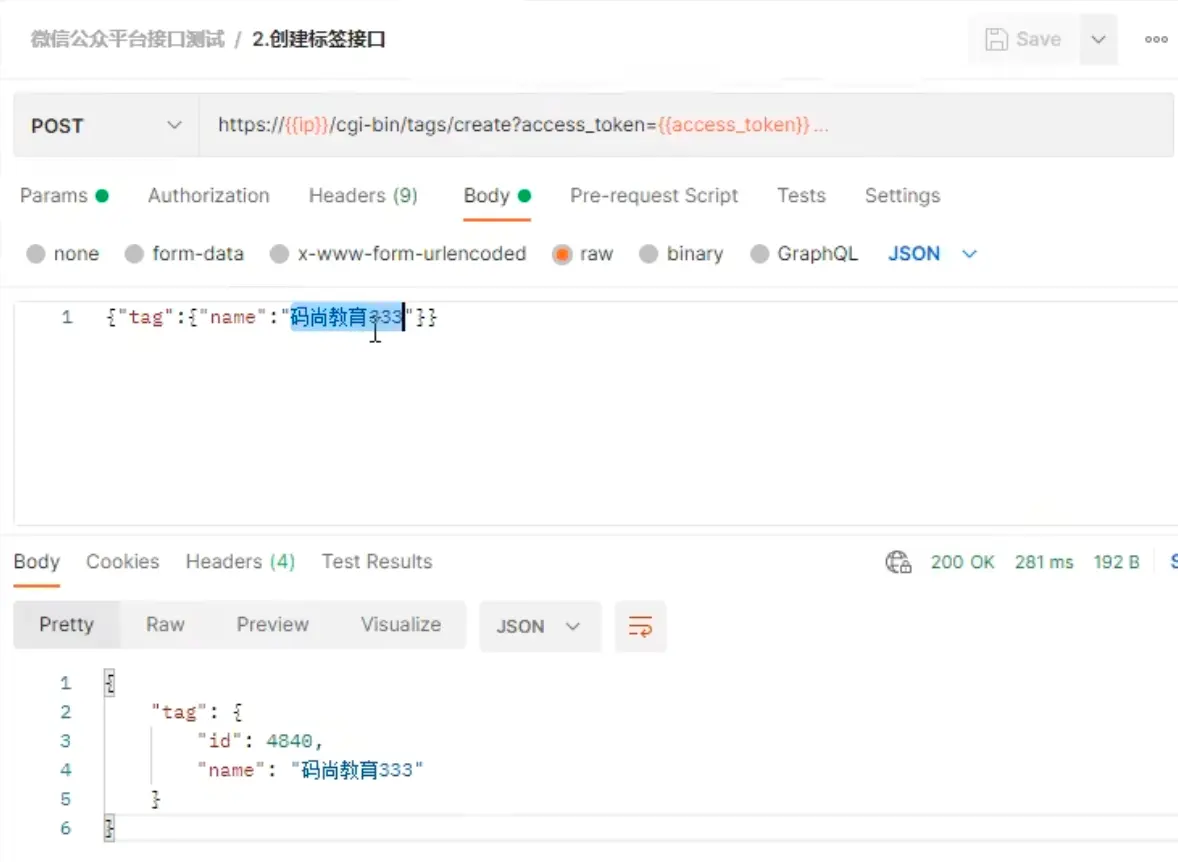 微信公众平台接口测试 / 2.创建标签接口 Save ooo
POST https://{{ip}}/cgi-bin/tags/create?access_token={{access_token}} ...
Params Authorization Headers (9) Body Pre-request Script Tests Settings
none form-data x-www-form-urlencoded raw binary GraphQL JSON
1 {"tag":{"name":"码尚教育333"}}
Body Cookies Headers (4) Test Results 200 OK 281 ms 192 B
Pretty Raw Preview Visualize JSON
1 {
2 "tag": {
3 "id": 4840,
4 "name": "码尚教育333"
5 }
6 }